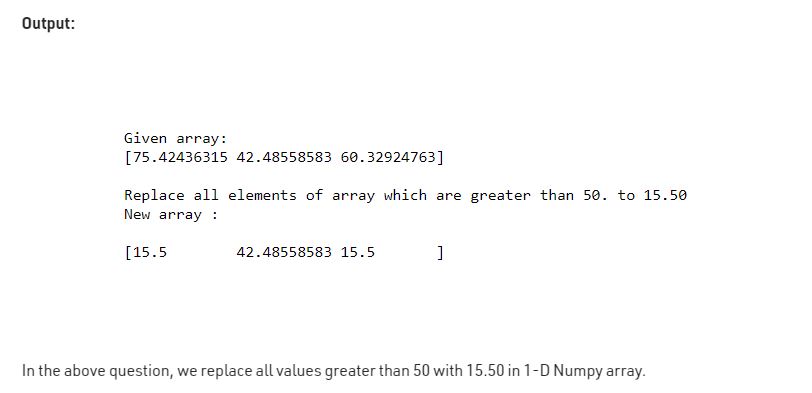 Output:
Given array:
[75.42436315 42.48558583 60.32924763]
Replace all elements of array which are greater than 50. to 15.50
New array :
[15.5        42.48558583 15.5       ]
In the above question, we replace all values greater than 50 with 15.50 in 1-D Numpy array.